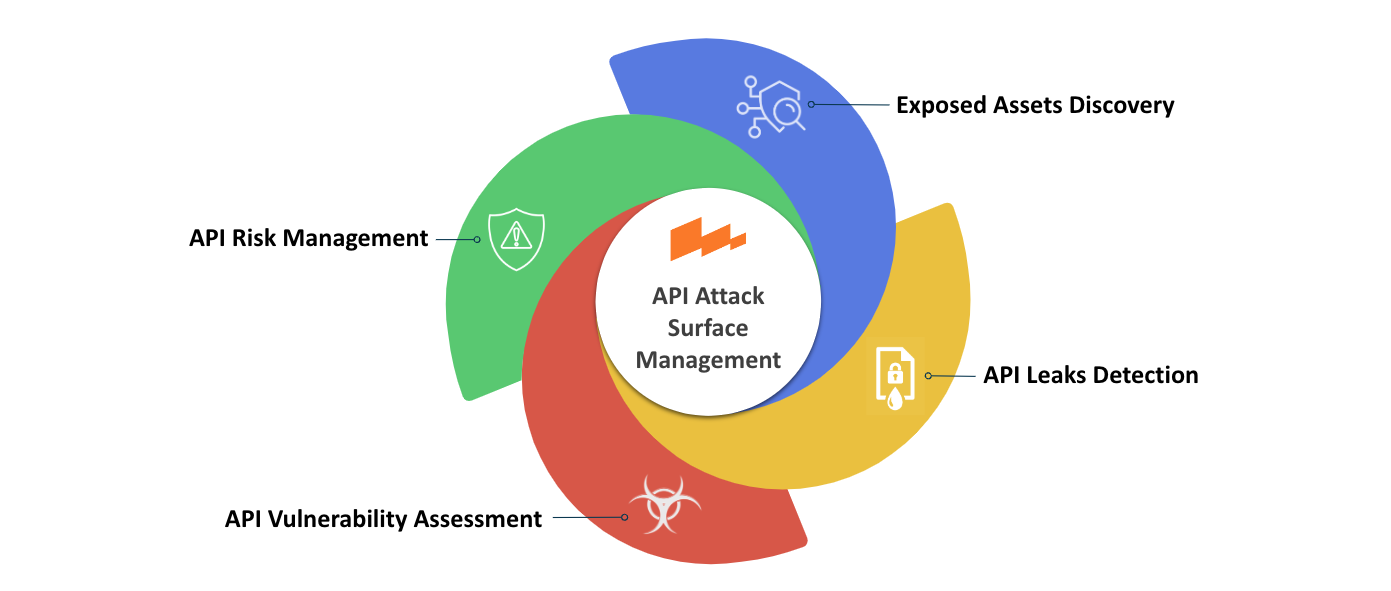 Exposed Assets Discovery
API Risk Management
API Attack
Surface
Management
API Leaks Detection
API Vulnerability Assessment